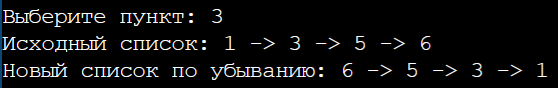 Выберите пункт: 3
Исходный список: 1 -> 3 -> 5 -> 6
Новый список по убыванию: 6 -> 5 -> 3 -> 1